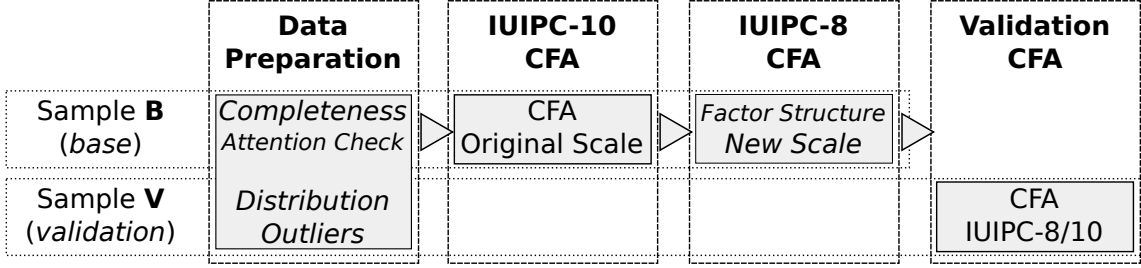 Data
Preparation
IUIPC-10
CFA
IUIPC-8
CFA
Validation
CFA
Sample B
(base)
Completeness
Attention Check
Distribution
Outliers
CFA
Original Scale
Factor Structure
New Scale
Sample V
(validation)
CFA
IUIPC-8/10